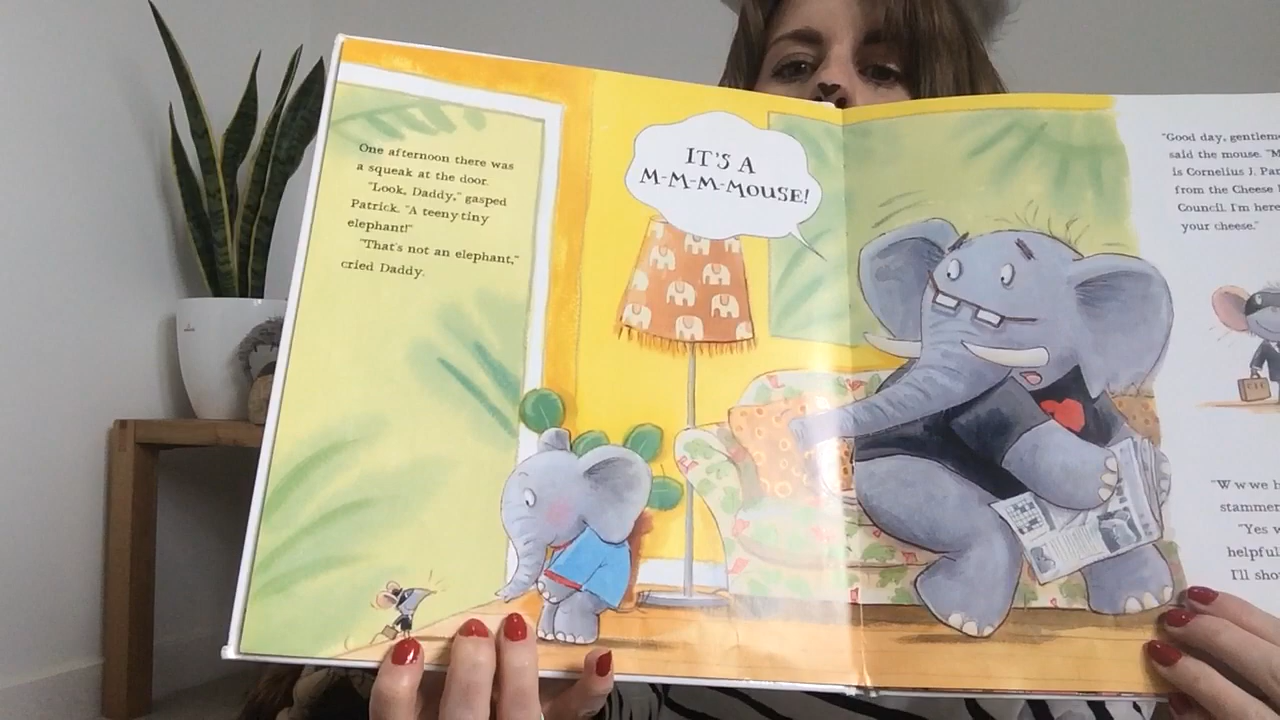 One afternoon there was
a squeak at the door.
"Look, Daddy," gasped
Patrick. "A teeny tiny
elephant!"
"That's not an elephant,"
cried Daddy.
IT'S A
M-M-M-MOUSE!
"Good day, gentlem
said the mouse. "M
is Cornelius J. Par
from the Cheese
Council. I'm here
your cheese."
"W w we h
stammer
"Yes
helpful
I'll sho